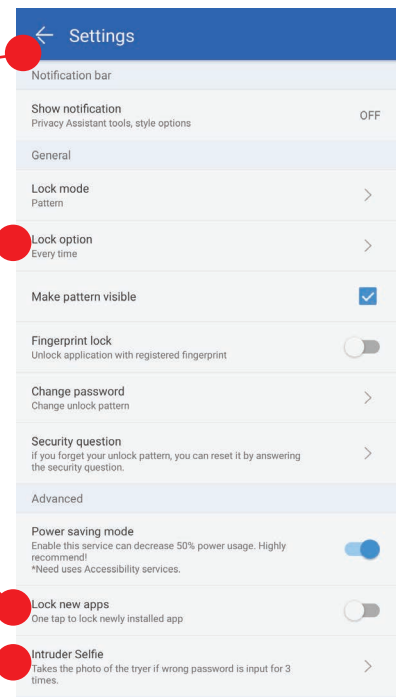 Settings
Notification bar
Show notification
OFF
Privacy Assistant tools, style options
General
Lock mode
Pattern
Lock option
Every time
Make pattern visible
Fingerprint lock
Unlock application with registered fingerprint
Change password
Change unlock pattern
Security question
if you forget your unlock pattern, you can reset it by answering
the security question.
Advanced
Power saving mode
Enable this service can decrease 50% power usage. Highly
recommend!
*Need uses Accessibility services.
Lock new apps
One tap to lock newly installed app
Intruder Selfie
Takes the photo of the tryer if wrong password is input for 3
times.